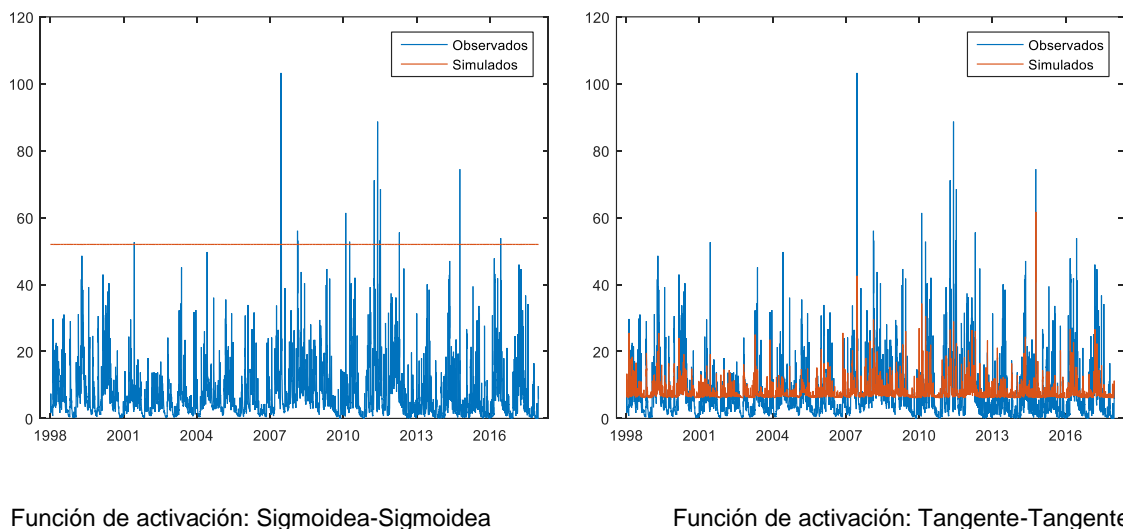 120
100
80
60
40
20
0
1998 2001 2004 2007 2010 2013 2016
Observados
Simulados
120
100
80
60
40
20
0
1998 2001 2004 2007 2010 2013 2016
Observados
Simulados
Función de activación: Sigmoidea-Sigmoidea
Función de activación: Tangente-Tangente